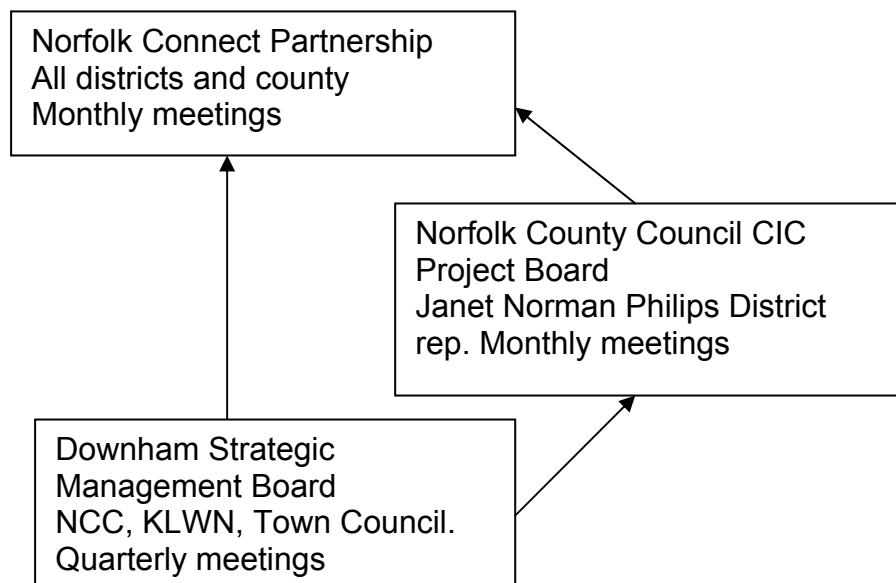 Norfolk Connect Partnership
All districts and county
Monthly meetings
Norfolk County Council CIC
Project Board
Janet Norman Philips District
rep. Monthly meetings
Downham Strategic
Management Board
NCC, KLWN, Town Council.
Quarterly meetings